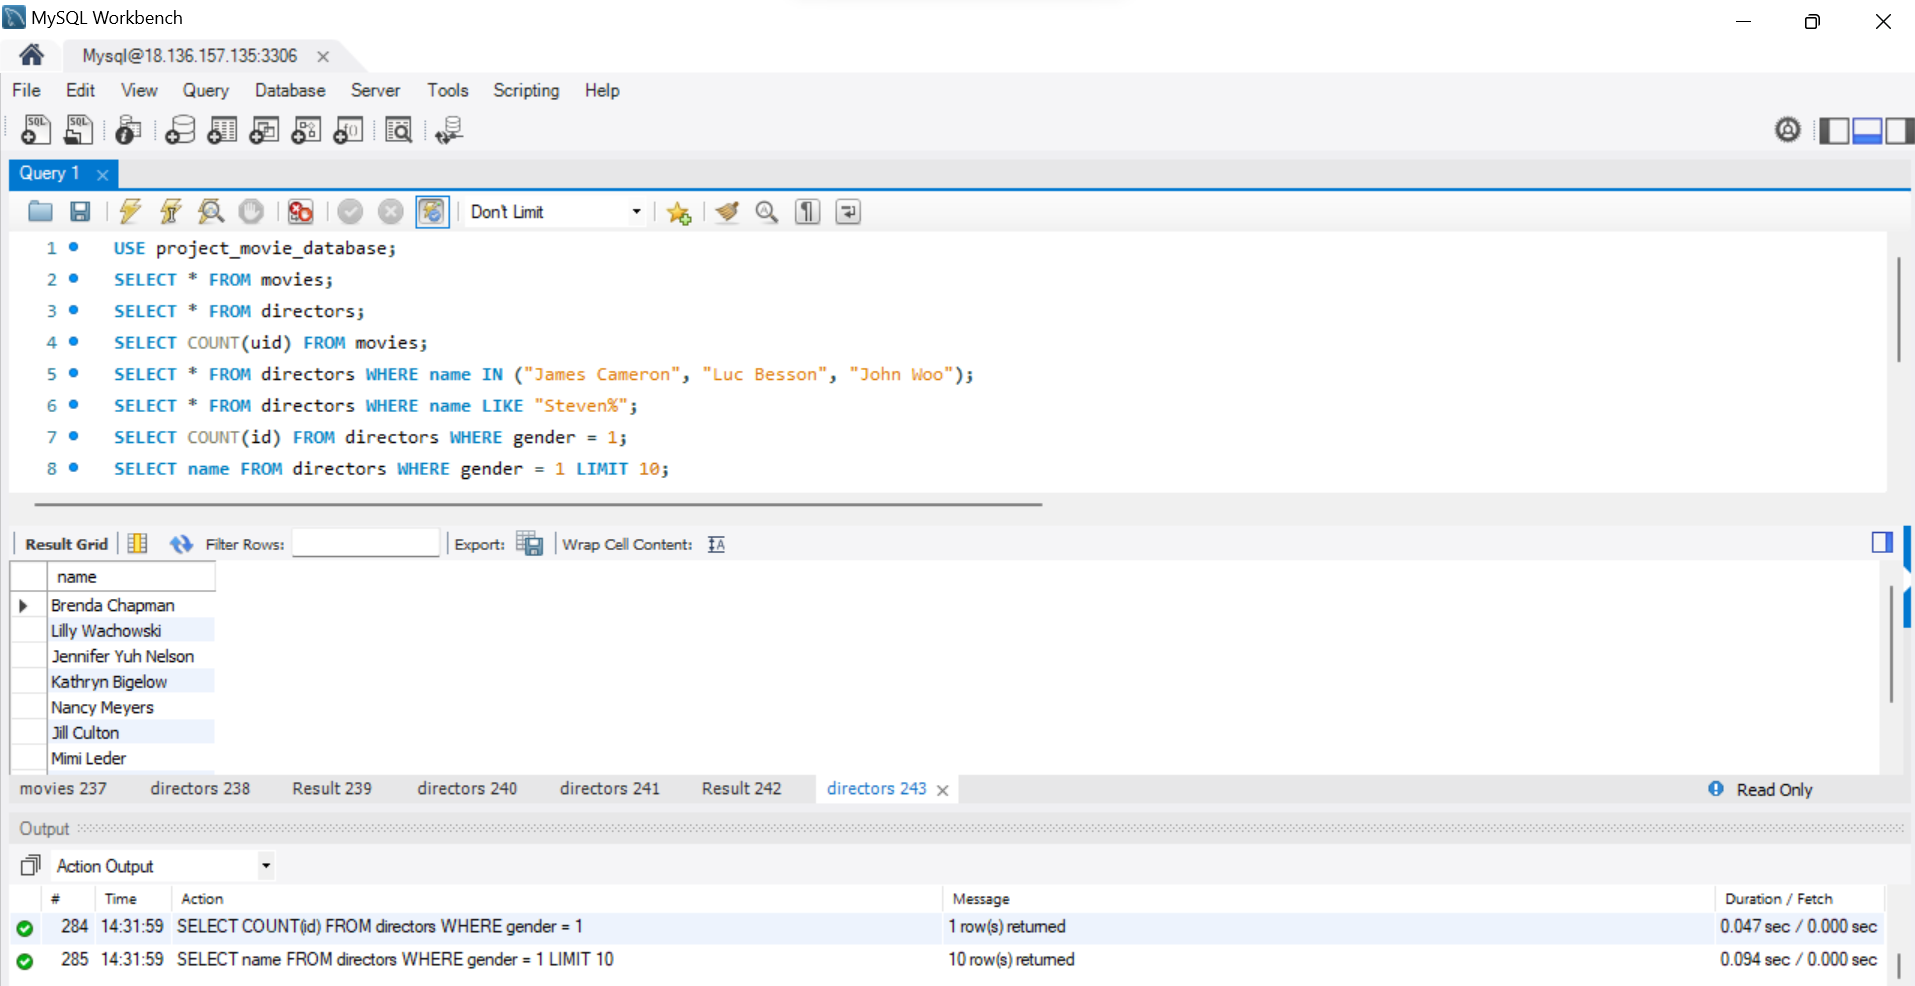 MySQL Workbench
Mysql@18.136.157.135:3306
File Edit View Query Database Server Tools Scripting Help
Query 1
Don't Limit
1 USE project_movie_database;
2 SELECT * FROM movies;
3 SELECT * FROM directors;
4 SELECT COUNT(uid) FROM movies;
5 SELECT * FROM directors WHERE name IN ("James Cameron", "Luc Besson", "John Woo");
6 SELECT * FROM directors WHERE name LIKE "Steven%";
7 SELECT COUNT(id) FROM directors WHERE gender = 1;
8 SELECT name FROM directors WHERE gender = 1 LIMIT 10;
Result Grid Filter Rows: Export: Wrap Cell Content:
name
Brenda Chapman
Lilly Wachowski
Jennifer Yuh Nelson
Kathryn Bigelow
Nancy Meyers
Jill Culton
Mimi Leder
movies 237 directors 238 Result 239 directors 240 directors 241 Result 242 directors 243 Read Only
Output
Action Output
# Time Action Message Duration / Fetch
284 14:31:59 SELECT COUNT(id) FROM directors WHERE gender = 1 1 row(s) returned 0.047 sec / 0.000 sec
285 14:31:59 SELECT name FROM directors WHERE gender = 1 LIMIT 10 10 row(s) returned 0.094 sec / 0.000 sec